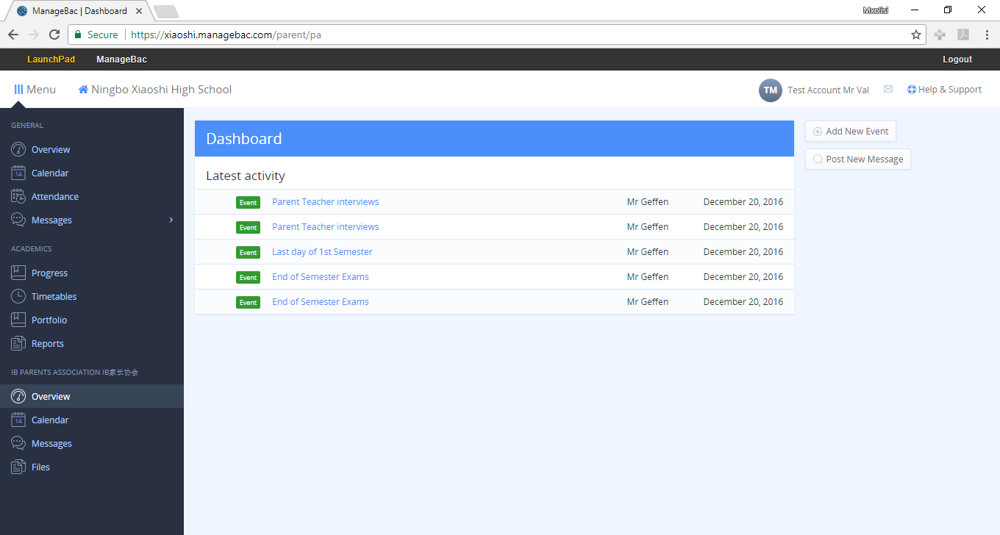 ManageBac | Dashboard
Mxolisi
Secure https://xiaoshi.managebac.com/parent/pa
LaunchPad ManageBac Logout
Menu Ningbo Xiaoshi High School TM Test Account Mr Val Help & Support
GENERAL
Overview
14 Calendar
Attendance
Messages
ACADEMICS
Progress
Timetables
Portfolio
Reports
IB PARENTS ASSOCIATION IB家长协会
Overview
14 Calendar
Messages
Files
Dashboard
Latest activity
Event Parent Teacher interviews Mr Geffen December 20, 2016
Event Parent Teacher interviews Mr Geffen December 20, 2016
Event Last day of 1st Semester Mr Geffen December 20, 2016
Event End of Semester Exams Mr Geffen December 20, 2016
Event End of Semester Exams Mr Geffen December 20, 2016
Add New Event
Post New Message